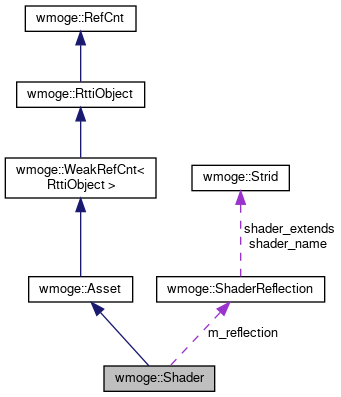 wmoge::RefCnt
wmoge::RttiObject
wmoge::WeakRefCnt<
RttiObject >
wmoge::Strid
shader_extends
shader_name
wmoge::Asset
wmoge::ShaderReflection
m_reflection
wmoge::Shader